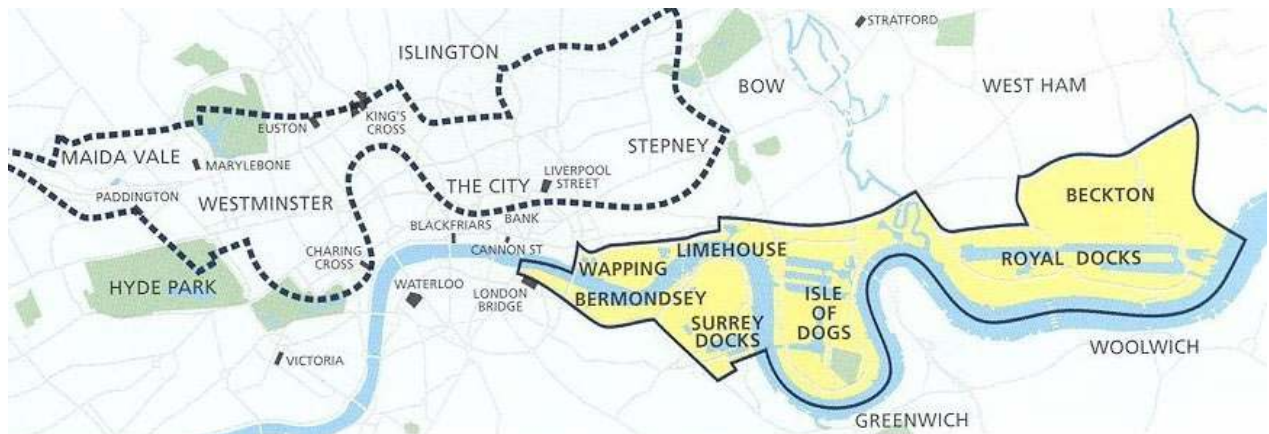 STRATFORD
ISLINGTON
BOW
WEST HAM
EUSTON
KING'S
CROSS
MAIDA VALE
MARYLEBONE
STEPNEY
LIVERPOOL
STREET
THE CITY
PADDINGTON
WESTMINSTER
BECKTON
BANK
BLACKFRIARS
CANNON ST
CHARING
CROSS
LIMEHOUSE
WAPPING
ROYAL DOCKS
HYDE PARK
WATERLOO
LONDON
BRIDGE
BERMONDSEY
ISLE
OF
DOGS
SURREY
DOCKS
WOOLWICH
VICTORIA
GREENWICH